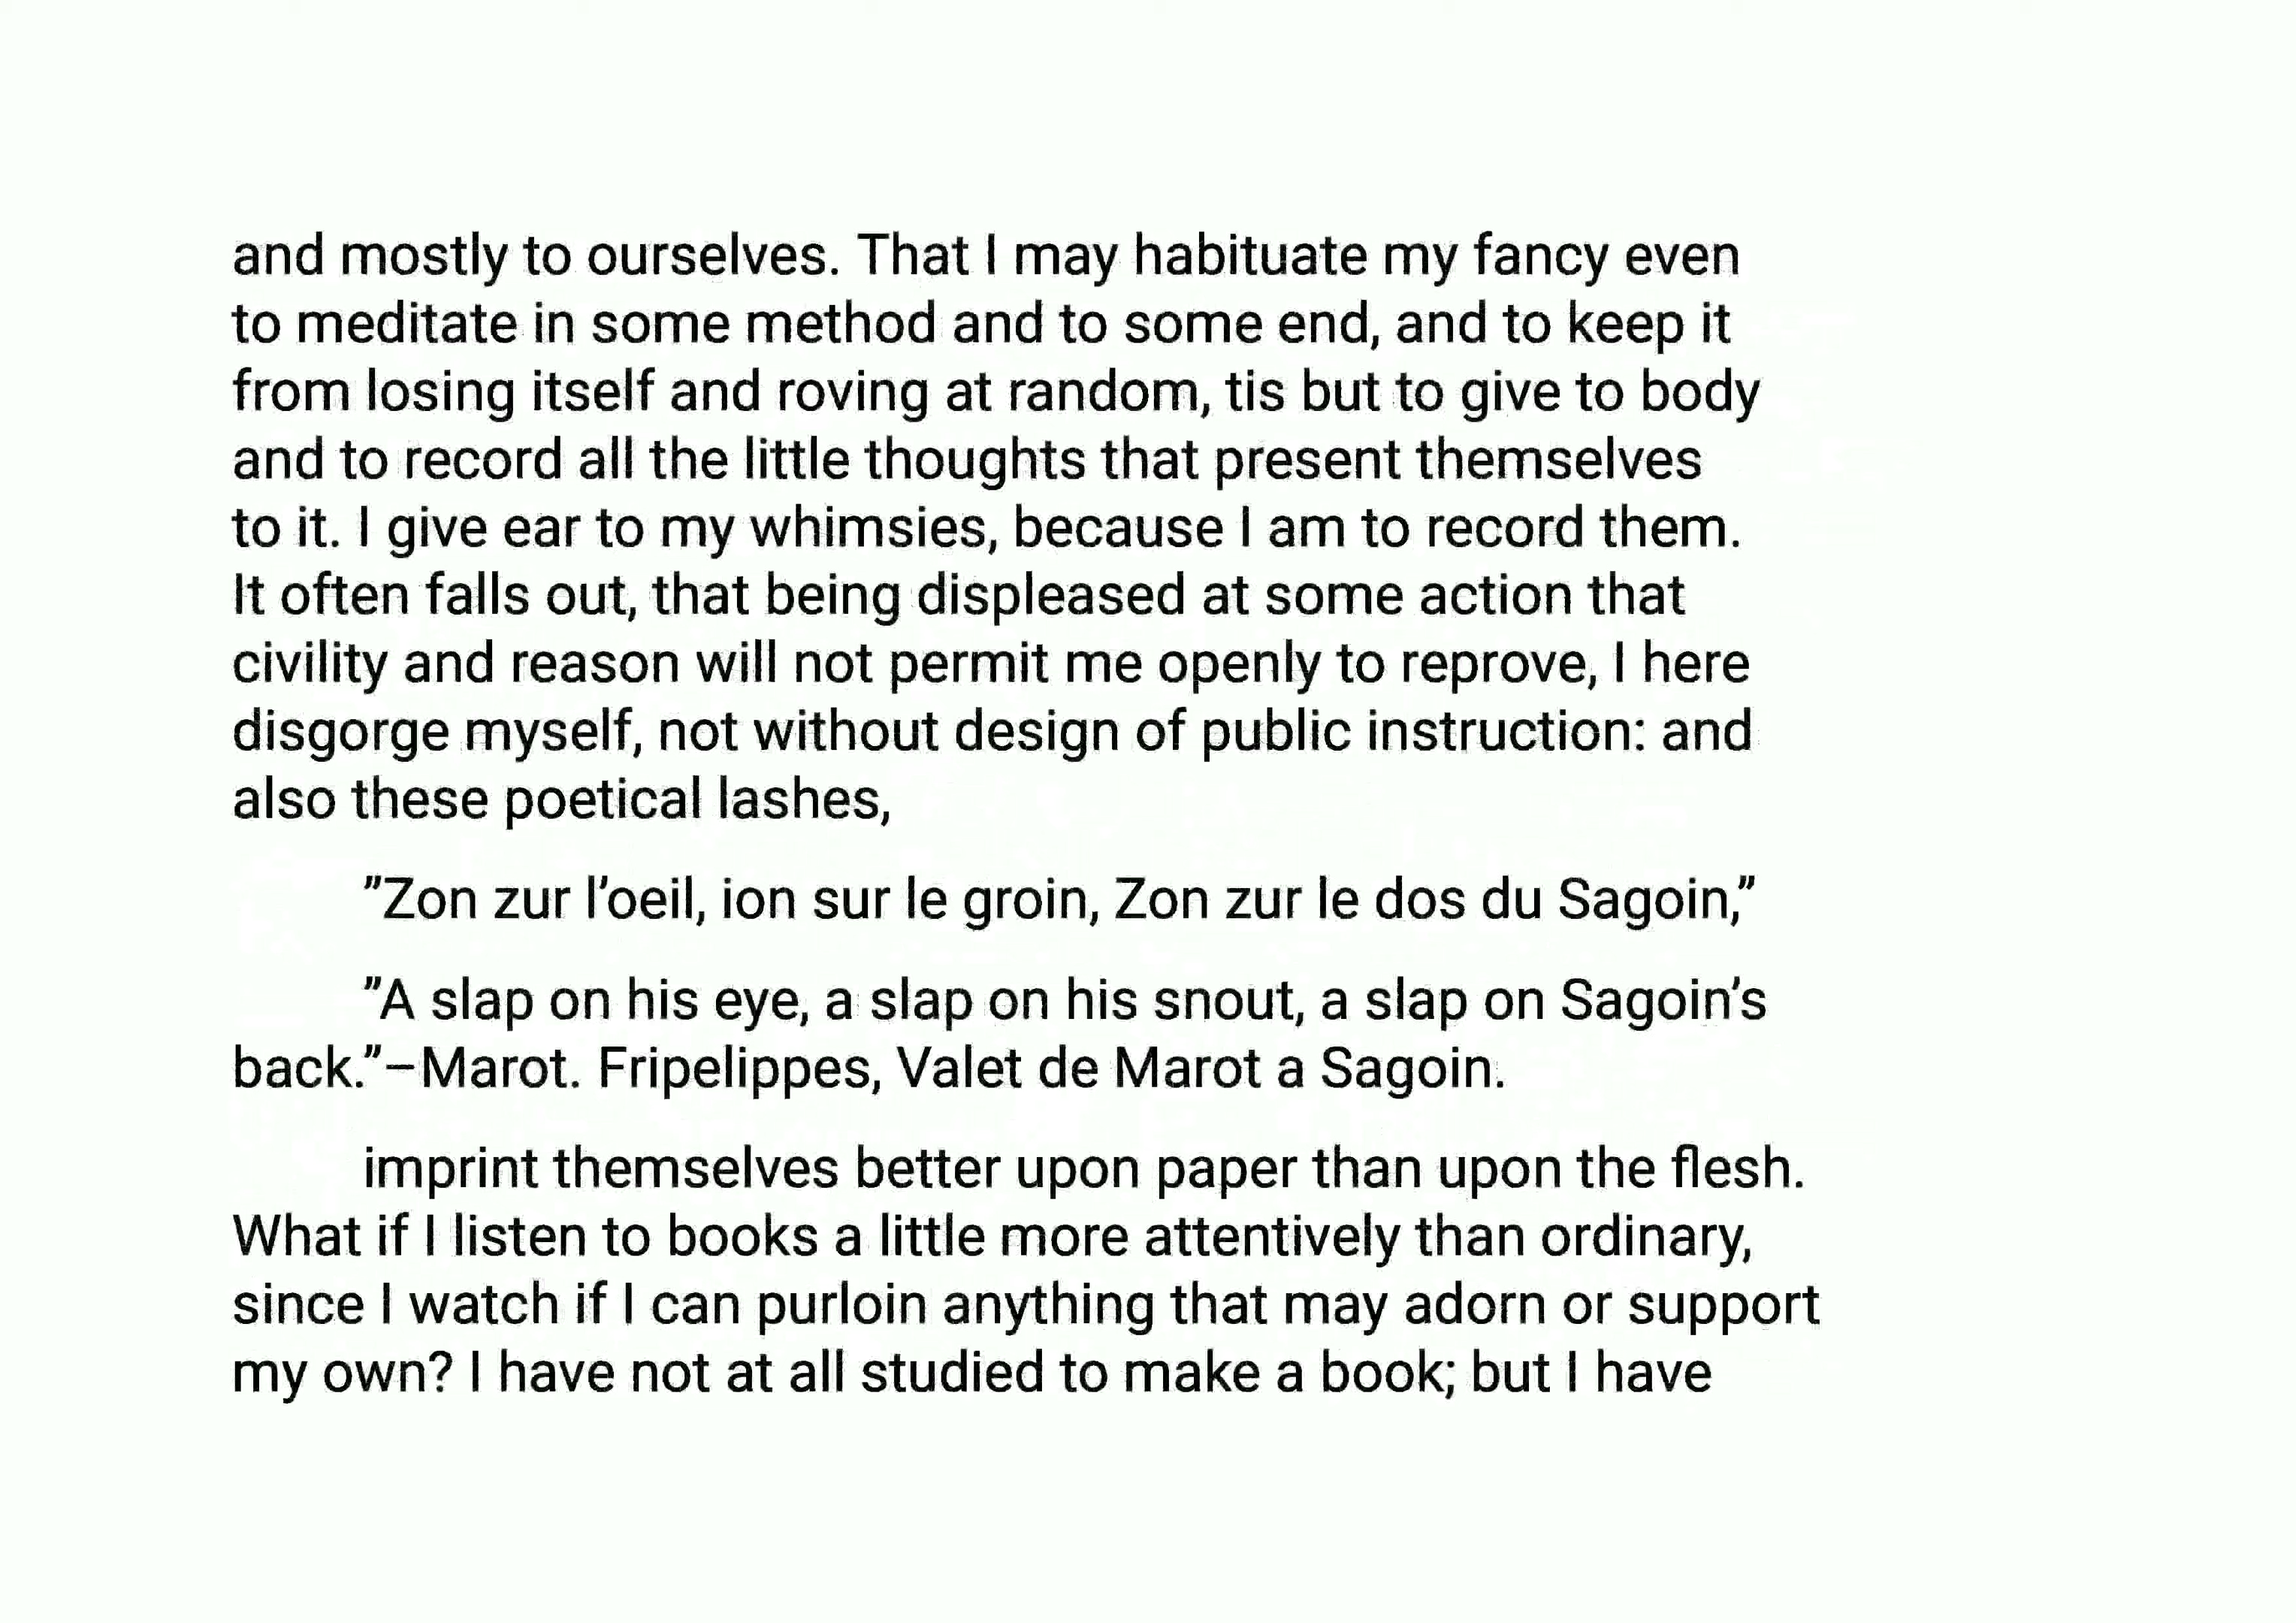 and mostly to ourselves. That I may habituate my fancy even
to meditate in some method and to some end, and to keep it
from losing itself and roving at random, tis but to give to body
and to record all the little thoughts that present themselves
to it. I give ear to my whimsies, because I am to record them.
It often falls out, that being displeased at some action that
civility and reason will not permit me openly to reprove, I here
disgorge myself, not without design of public instruction: and
also these poetical lashes,
”Zon zur l’oeil, ion sur le groin, Zon zur le dos du Sagoin,”
”A slap on his eye, a slap on his snout, a slap on Sagoin’s
back.”–Marot. Fripelippes, Valet de Marot a Sagoin.
imprint themselves better upon paper than upon the flesh.
What if I listen to books a little more attentively than ordinary,
since I watch if I can purloin anything that may adorn or support
my own? I have not at all studied to make a book; but I have